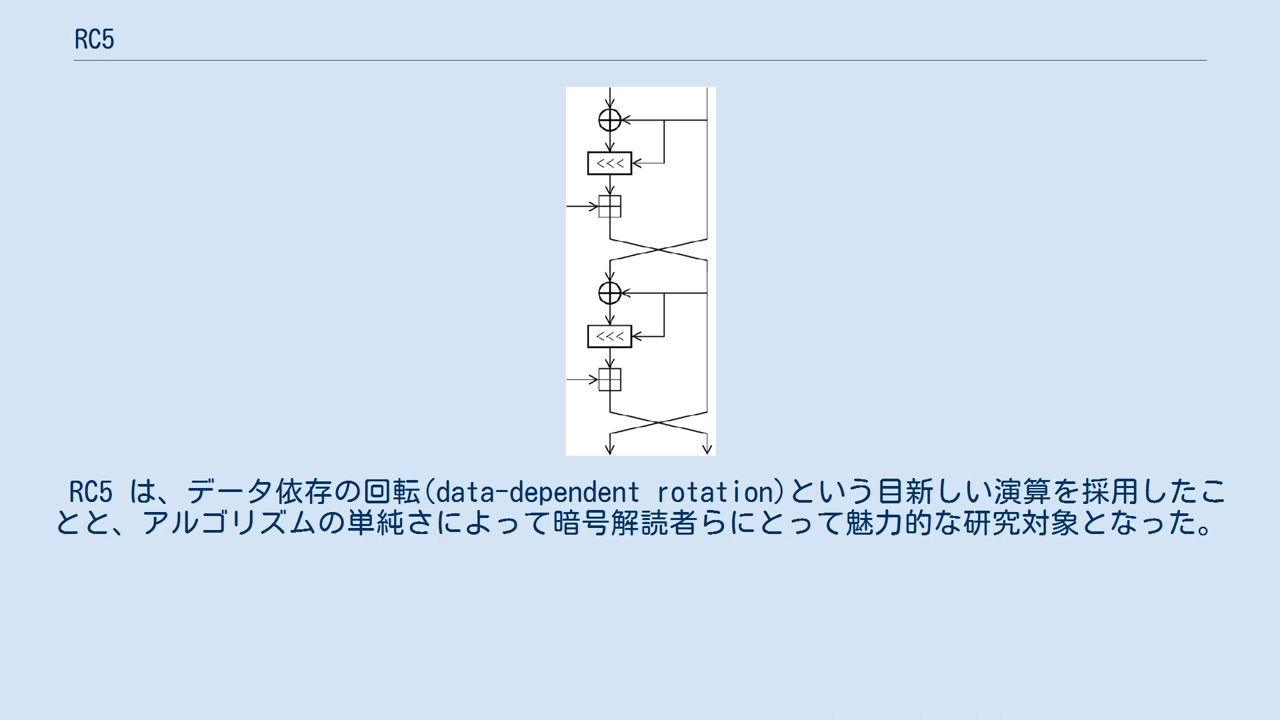 RC5
<<<
<<<
RC5 は、データ依存の回転(data-dependent rotation)という目新しい演算を採用したこ
とと、アルゴリズムの単純さによって暗号解読者らにとって魅力的な研究対象となった。